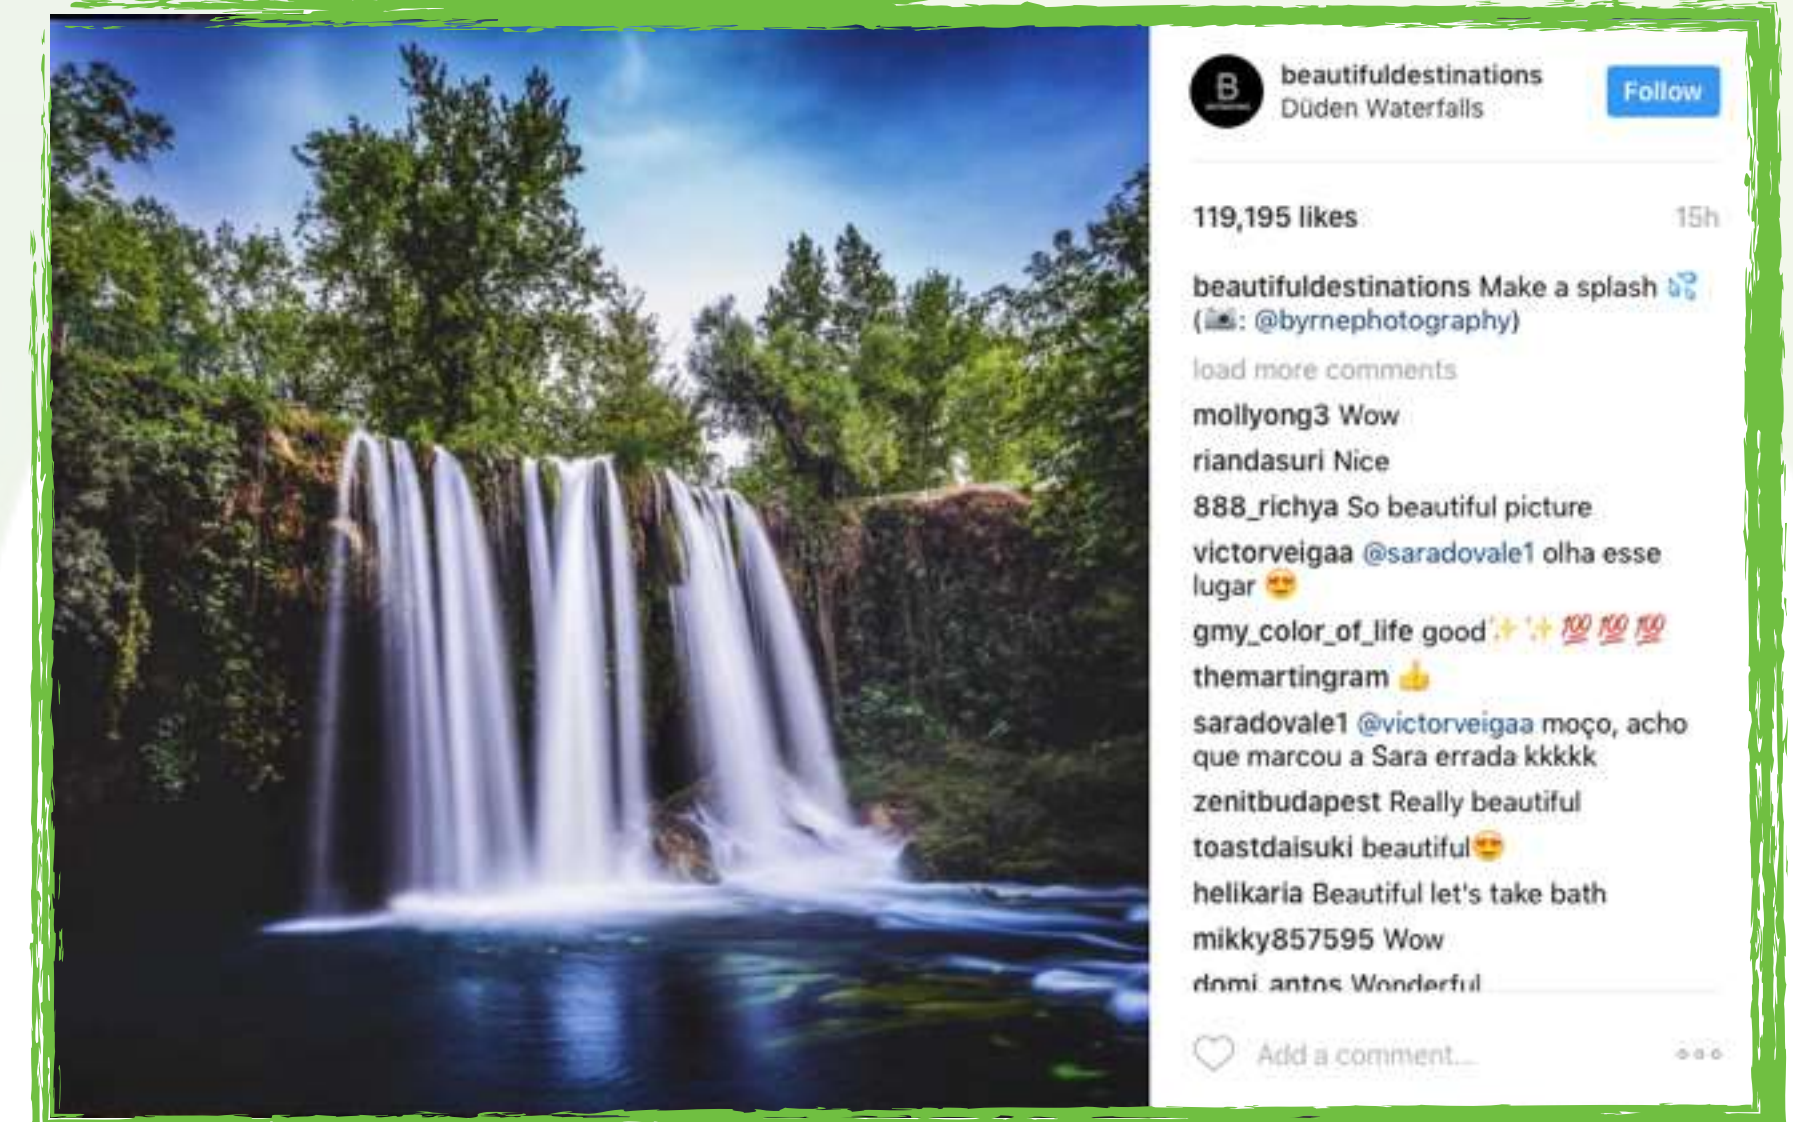 B
beautifuldestinations
Düden Waterfalls
Follow
119,195 likes
15h
beautifuldestinations Make a splash 💦
(📷: @byrnephotography)
load more comments
mollyong3 Wow
riandasuri Nice
888_richya So beautiful picture
victorveigaa @saradovale1 olha esse
lugar 😍
gmy_color_of_life good✨✨💯💯💯
themartingram 👍
saradovale1 @victorveigaa moço, acho
que marcou a Sara errada kkkkk
zenitbudapest Really beautiful
toastdaisuki beautiful😍
helikaria Beautiful let's take bath
mikky857595 Wow
domi_antos Wonderful
Add a comment...